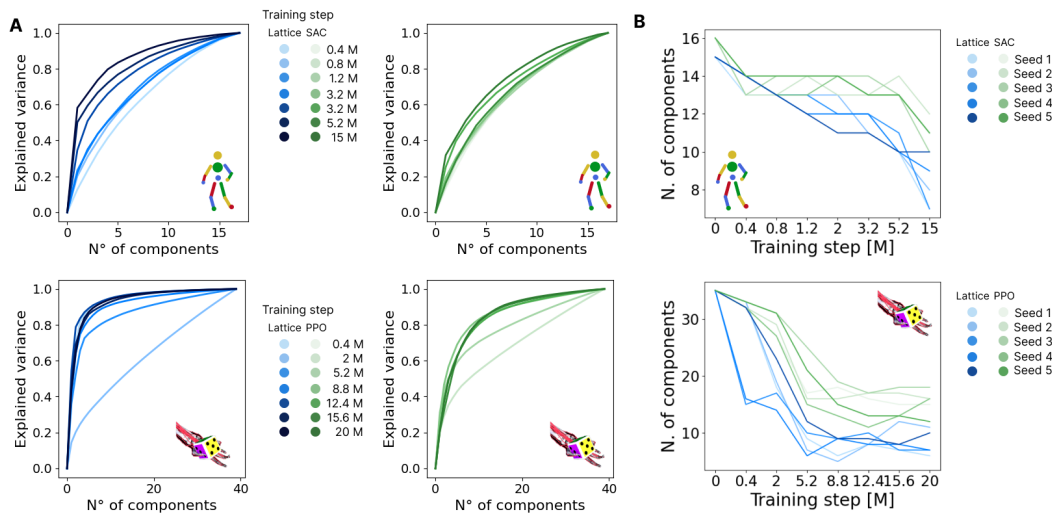 A
Training step
Lattice SAC
0.4 M
0.8 M
1.2 M
3.2 M
3.2 M
5.2 M
15 M
Explained variance
1.0
0.8
0.6
0.4
0.2
0.0
0 5 10 15
N° of components
Explained variance
1.0
0.8
0.6
0.4
0.2
0.0
0 5 10 15
N° of components
B
N. of components
16
14
12
10
8
0 0.4 0.8 1.2 2 3.2 5.2 15
Training step [M]
Lattice SAC
Seed 1
Seed 2
Seed 3
Seed 4
Seed 5
Explained variance
1.0
0.8
0.6
0.4
0.2
0.0
0 20 40
N° of components
Training step
Lattice PPO
0.4 M
2 M
5.2 M
8.8 M
12.4 M
15.6 M
20 M
Explained variance
1.0
0.8
0.6
0.4
0.2
0.0
0 20 40
N° of components
N. of components
30
20
10
0 0.4 2 5.2 8.8 12.415.6 20
Training step [M]
Lattice PPO
Seed 1
Seed 2
Seed 3
Seed 4
Seed 5